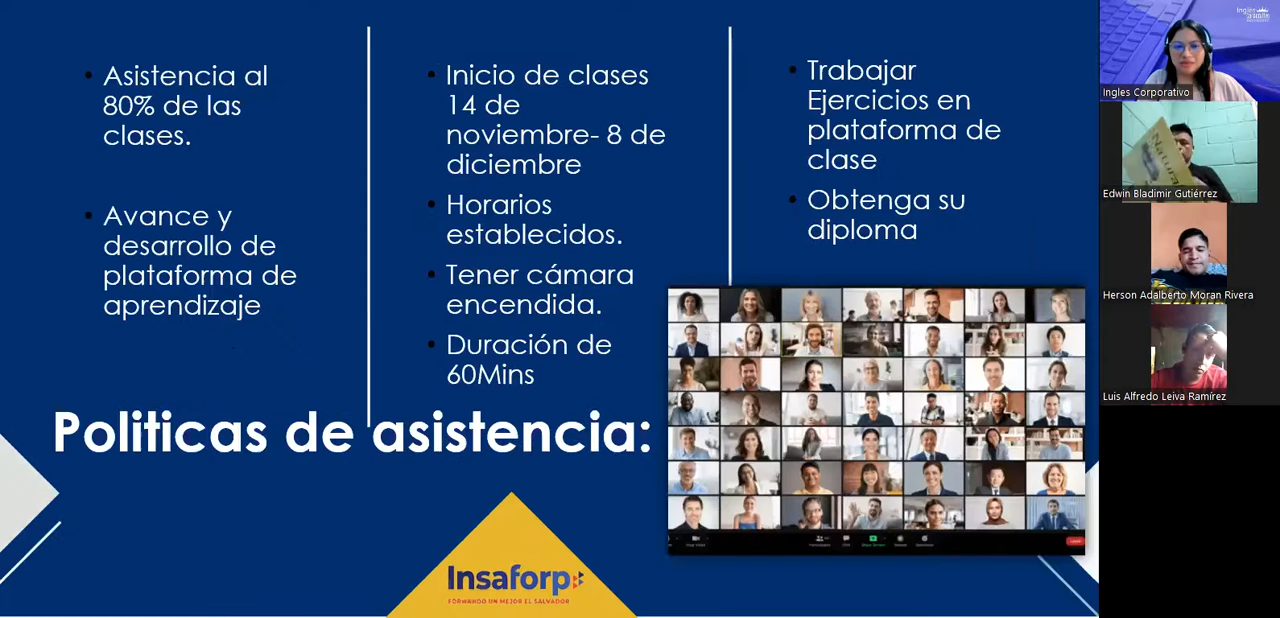 • Asistencia al
80% de las
clases.
• Avance y
desarrollo de
plataforma de
aprendizaje
• Inicio de clases
14 de
noviembre- 8 de
diciembre
• Horarios
establecidos.
• Tener cámara
encendida.
• Duración de
60Mins
• Trabajar
Ejercicios en
plataforma de
clase
• Obtenga su
diploma
Politicas de asistencia:
Insaforp
FORMANDO UN MEJOR EL SALVADOR
Ingles Corporativo
Natura
Edwin Bladimir Gutiérrez
Herson Adalberto Moran Rivera
Luis Alfredo Leiva Ramírez